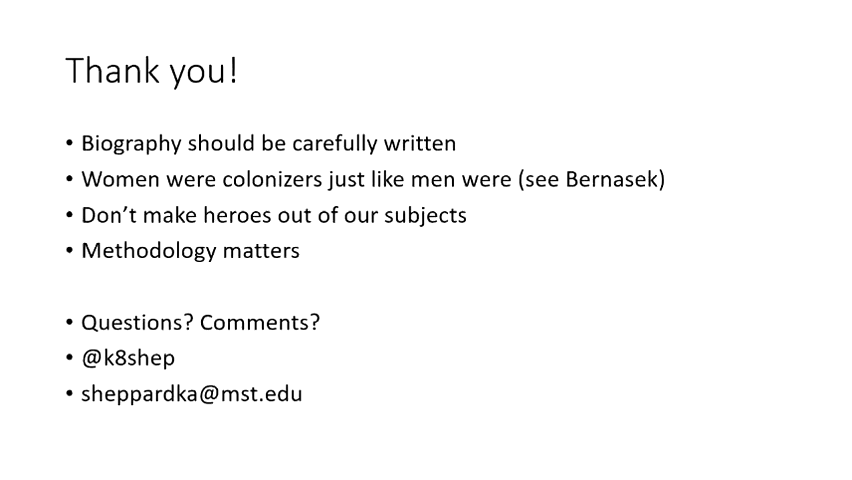 Thank you!
• Biography should be carefully written
• Women were colonizers just like men were (see Bernasek)
• Don’t make heroes out of our subjects
• Methodology matters
• Questions? Comments?
• @k8shep
• sheppardka@mst.edu